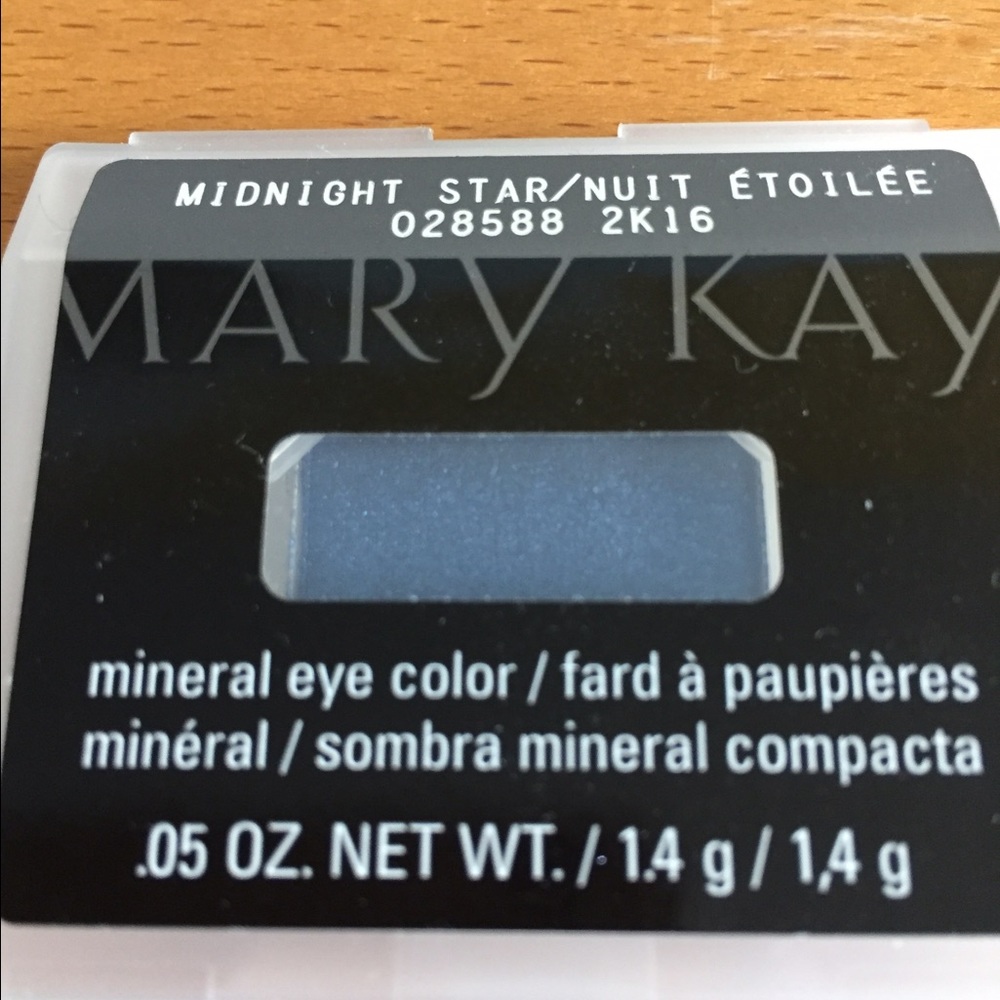 MIDNIGHT STAR/NUIT ÉTOILÉE
028588 2K16
MARY KAY
mineral eye color / fard à paupières
minéral / sombra mineral compacta
.05 OZ. NET WT. / 1.4 g / 1,4 g